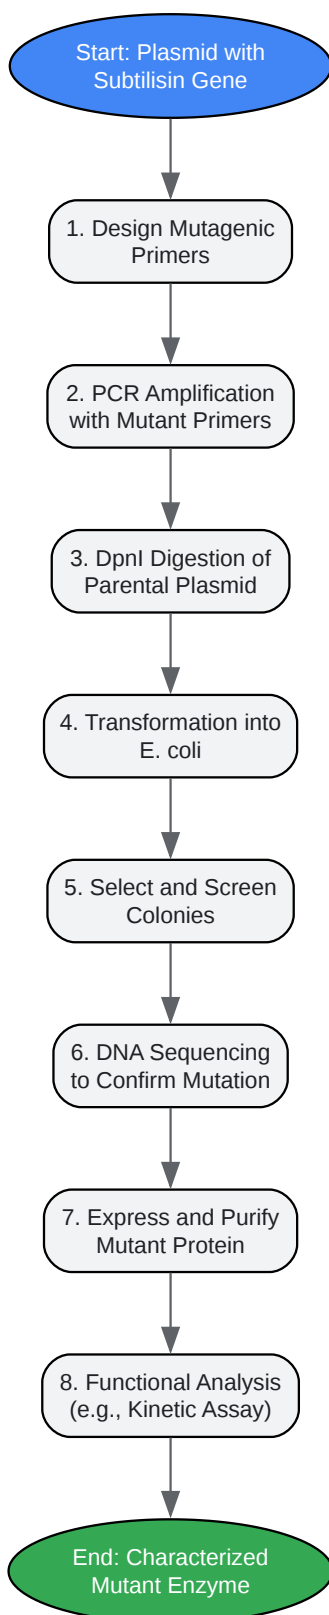 Start: Plasmid with
Subtilisin Gene
1. Design Mutagenic
Primers
2. PCR Amplification
with Mutant Primers
3. DpnI Digestion of
Parental Plasmid
4. Transformation into
E. coli
5. Select and Screen
Colonies
6. DNA Sequencing
to Confirm Mutation
7. Express and Purify
Mutant Protein
8. Functional Analysis
(e.g., Kinetic Assay)
End: Characterized
Mutant Enzyme